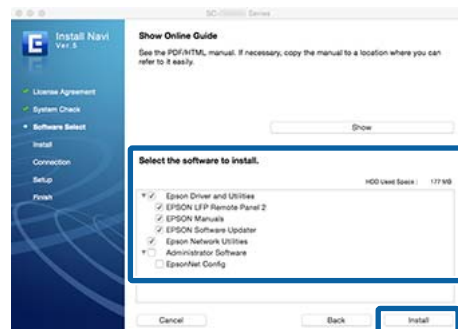 SC- Series
Install Navi
Ver.5
License Agreement
System Check
Software Select
Install
Connection
Setup
Finish
Show Online Guide
See the PDF/HTML manual. If necessary, copy the manual to a location where you can
refer to it easily.
Show
Select the software to install.
HDD Used Space : 177 MB
Epson Driver and Utilities
EPSON LFP Remote Panel 2
EPSON Manuals
EPSON Software Updater
Epson Network Utilities
Administrator Software
EpsonNet Config
Cancel
Back
Install